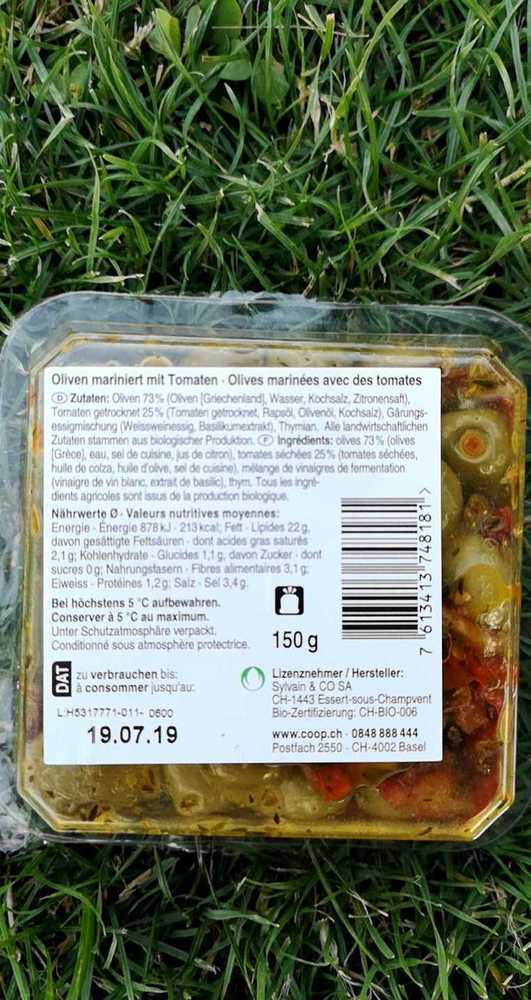 Oliven mariniert mit Tomaten · Olives marinées avec des tomates
D Zutaten: Oliven 73% (Oliven [Griechenland], Wasser, Kochsalz, Zitronensaft),
Tomaten getrocknet 25% (Tomaten getrocknet, Rapsöl, Olivenöl, Kochsalz), Gärungs-
essigmischung (Weissweinessig, Basilikumextrakt), Thymian. Alle landwirtschaftlichen
Zutaten stammen aus biologischer Produktion. F Ingrédients: olives 73% (olives
[Grèce], eau, sel de cuisine, jus de citron), tomates séchées 25% (tomates séchées,
huile de colza, huile d'olive, sel de cuisine), mélange de vinaigres de fermentation
(vinaigre de vin blanc, extrait de basilic), thym. Tous les ingré-
dients agricoles sont issus de la production biologique.
Nährwerte Ø · Valeurs nutritives moyennes:
Energie · Énergie 878 kJ · 213 kcal; Fett · Lipides 22 g,
davon gesättigte Fettsäuren · dont acides gras saturés
2,1 g; Kohlenhydrate · Glucides 1,1 g, davon Zucker · dont
sucres 0 g; Nahrungsfasern · Fibres alimentaires 3,1 g;
Eiweiss · Protéines 1,2 g; Salz · Sel 3,4 g.
Bei höchstens 5 °C aufbewahren.
Conserver à 5 °C au maximum.
Unter Schutzatmosphäre verpackt.
Conditionné sous atmosphère protectrice.
150 g
7 613413 748181 >
DAT
zu verbrauchen bis:
à consommer jusqu'au:
L:H5317771-011- 0600
19.07.19
Lizenznehmer / Hersteller:
Sylvain & CO SA
CH-1443 Essert-sous-Champvent
Bio-Zertifizierung: CH-BIO-006
www.coop.ch · 0848 888 444
Postfach 2550 · CH-4002 Basel